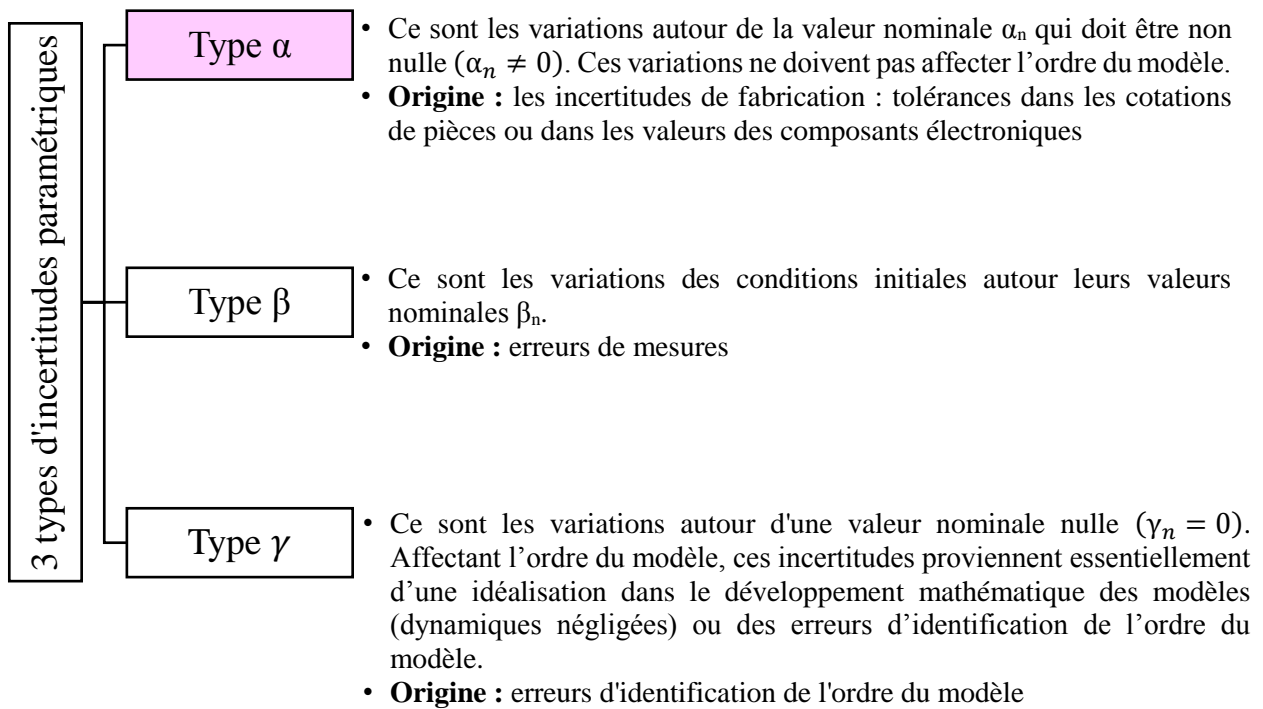 3 types d'incertitudes paramétriques
Type α
• Ce sont les variations autour de la valeur nominale αₙ qui doit être non
nulle (αₙ ≠ 0). Ces variations ne doivent pas affecter l’ordre du modèle.
• Origine : les incertitudes de fabrication : tolérances dans les cotations
de pièces ou dans les valeurs des composants électroniques
Type β
• Ce sont les variations des conditions initiales autour leurs valeurs
nominales βₙ.
• Origine : erreurs de mesures
Type γ
• Ce sont les variations autour d'une valeur nominale nulle (γₙ = 0).
Affectant l’ordre du modèle, ces incertitudes proviennent essentiellement
d’une idéalisation dans le développement mathématique des modèles
(dynamiques négligées) ou des erreurs d’identification de l’ordre du
modèle.
• Origine : erreurs d'identification de l'ordre du modèle